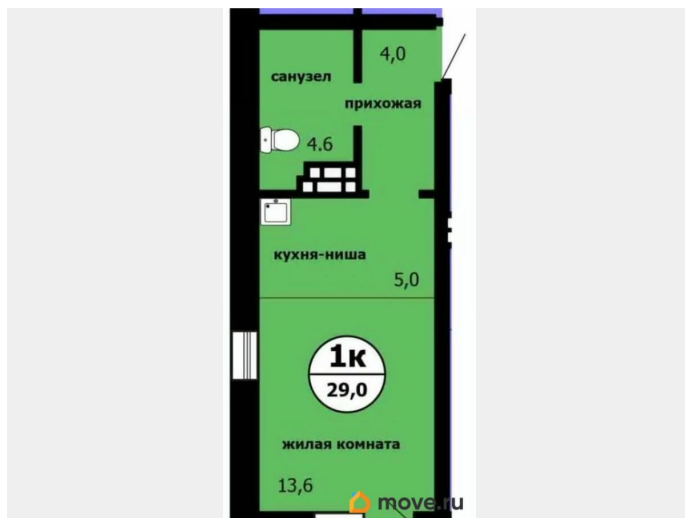 4,0
санузел
прихожая
4.6
кухня-ниша
5,0
1к
29,0
жилая комната
13,6
move.ru